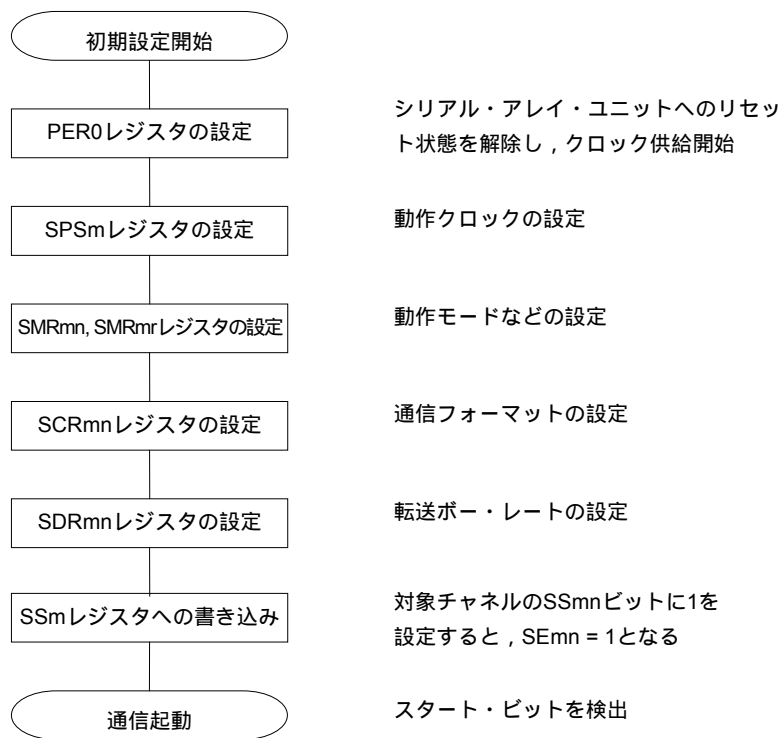 初期設定開始
PER0レジスタの設定
シリアル・アレイ・ユニットへのリセッ
ト状態を解除し，クロック供給開始
SPSmレジスタの設定
動作クロックの設定
SMRmn, SMRmrレジスタの設定
動作モードなどの設定
SCRmnレジスタの設定
通信フォーマットの設定
SDRmnレジスタの設定
転送ボー・レートの設定
SSmレジスタへの書き込み
対象チャネルのSSmnビットに1を
設定すると，SEmn = 1となる
通信起動
スタート・ビットを検出